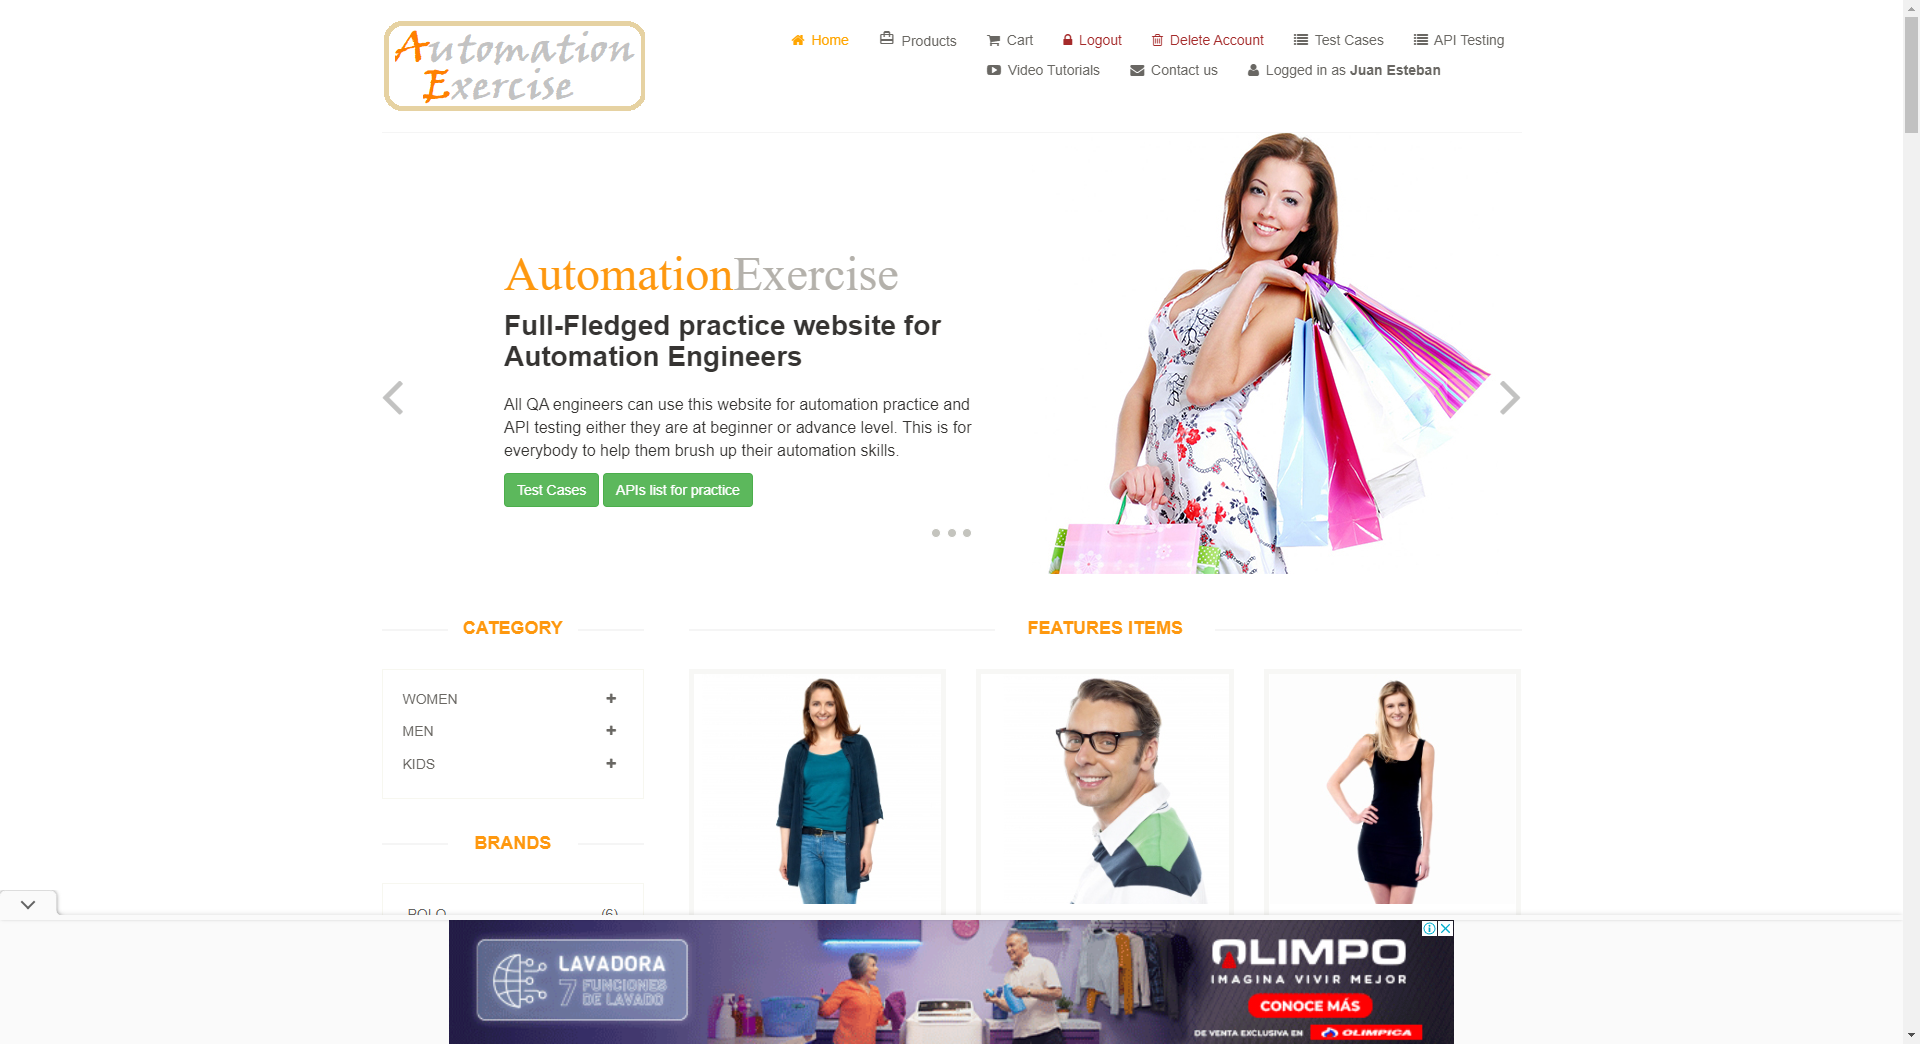 Automation
Exercise
Home
Products
Cart
Logout
Delete Account
Test Cases
API Testing
Video Tutorials
Contact us
Logged in as Juan Esteban
AutomationExercise
Full-Fledged practice website for
Automation Engineers
All QA engineers can use this website for automation practice and
API testing either they are at beginner or advance level. This is for
everybody to help them brush up their automation skills.
Test Cases
APIs list for practice
CATEGORY
WOMEN
MEN
KIDS
BRANDS
POLO (6)
FEATURES ITEMS
LAVADORA
7 FUNCIONES
DE LAVADO
OLIMPO
IMAGINA VIVIR MEJOR
CONOCE MÁS
DE VENTA EXCLUSIVA EN OLIMPICA